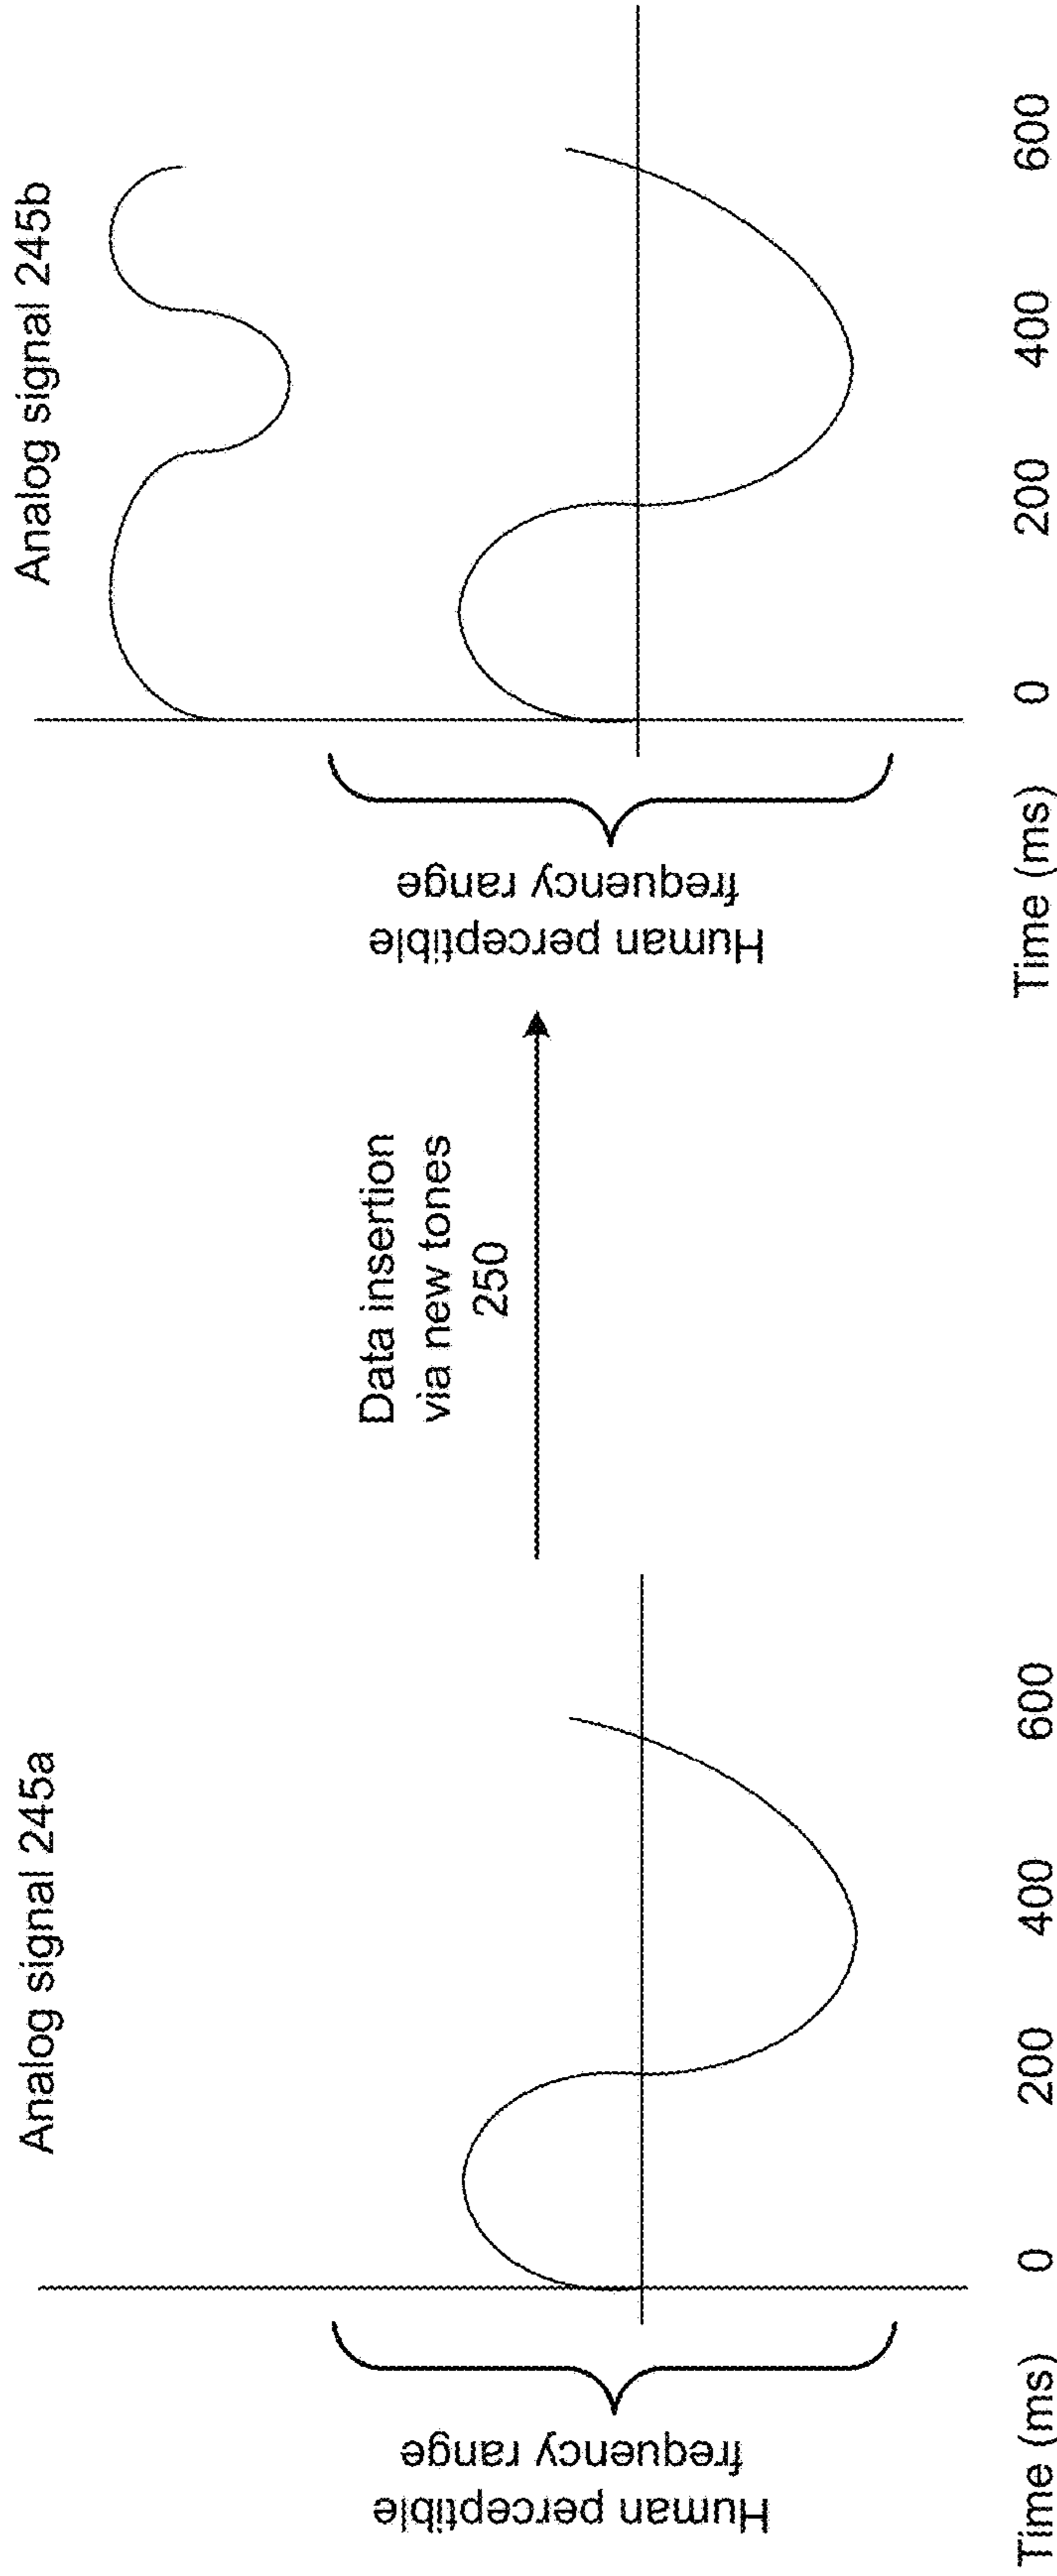 Analog signal 245a
Human perceptible
frequency range
Time (ms)
0
200
400
600
Data insertion
via new tones
250
Analog signal 245b
Human perceptible
frequency range
Time (ms)
0
200
400
600